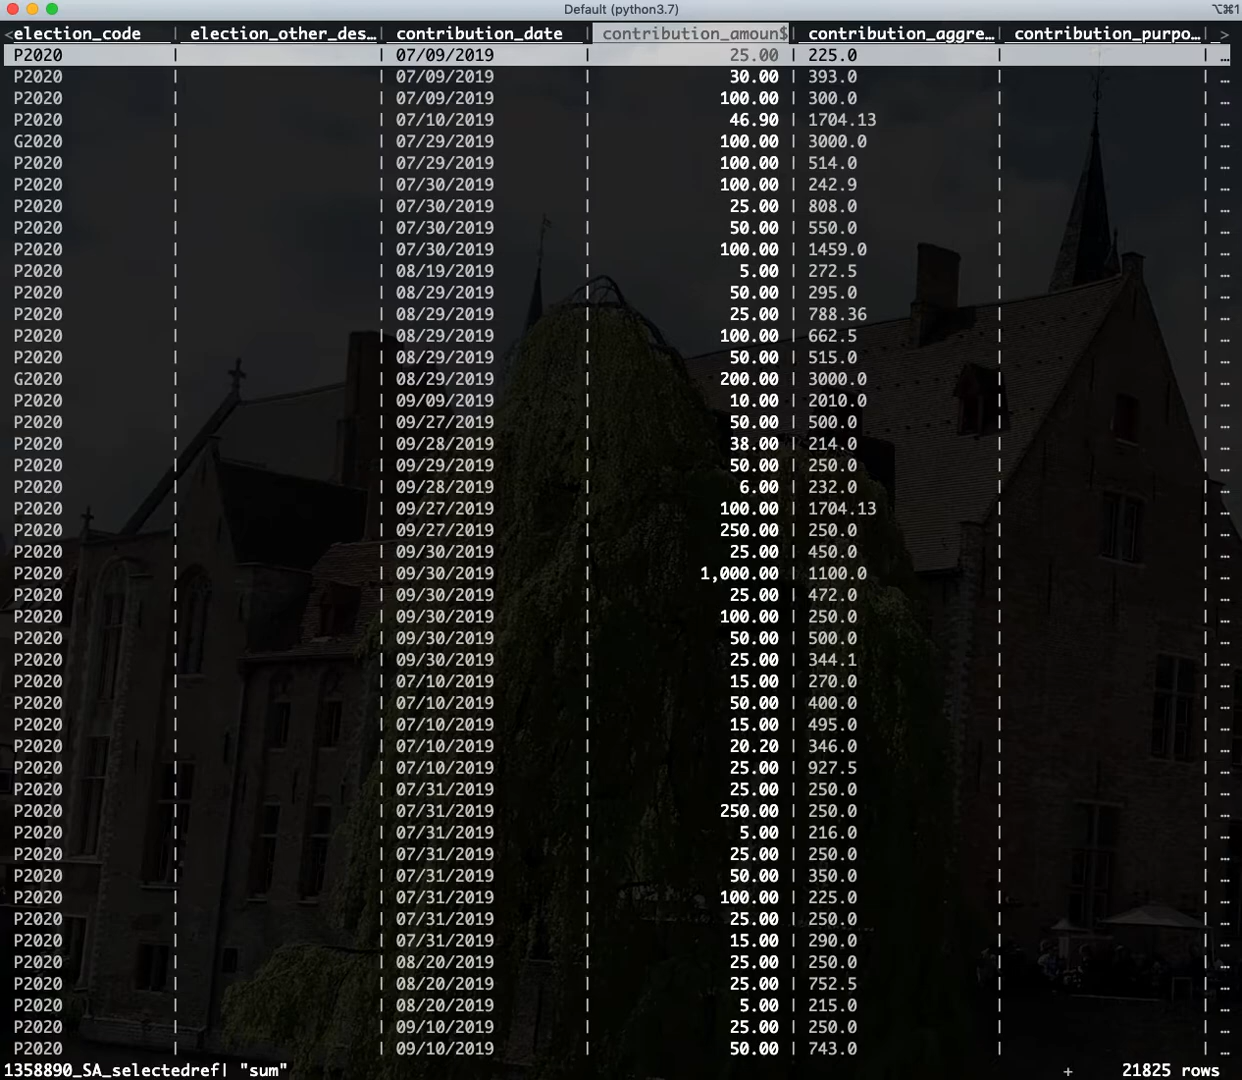 Default (python3.7) ⌥⌘1
<election_code | election_other_des…| contribution_date | contribution_amoun$| contribution_aggre…| contribution_purpo…| >
P2020 | | 07/09/2019 | 25.00 | 225.0 | | …
P2020 | | 07/09/2019 | 30.00 | 393.0 | | …
P2020 | | 07/09/2019 | 100.00 | 300.0 | | …
P2020 | | 07/10/2019 | 46.90 | 1704.13 | | …
G2020 | | 07/29/2019 | 100.00 | 3000.0 | | …
P2020 | | 07/29/2019 | 100.00 | 514.0 | | …
P2020 | | 07/30/2019 | 100.00 | 242.9 | | …
P2020 | | 07/30/2019 | 25.00 | 808.0 | | …
P2020 | | 07/30/2019 | 50.00 | 550.0 | | …
P2020 | | 07/30/2019 | 100.00 | 1459.0 | | …
P2020 | | 08/19/2019 | 5.00 | 272.5 | | …
P2020 | | 08/29/2019 | 50.00 | 295.0 | | …
P2020 | | 08/29/2019 | 25.00 | 788.36 | | …
P2020 | | 08/29/2019 | 100.00 | 662.5 | | …
P2020 | | 08/29/2019 | 50.00 | 515.0 | | …
G2020 | | 08/29/2019 | 200.00 | 3000.0 | | …
P2020 | | 09/09/2019 | 10.00 | 2010.0 | | …
P2020 | | 09/27/2019 | 50.00 | 500.0 | | …
P2020 | | 09/28/2019 | 38.00 | 214.0 | | …
P2020 | | 09/29/2019 | 50.00 | 250.0 | | …
P2020 | | 09/28/2019 | 6.00 | 232.0 | | …
P2020 | | 09/27/2019 | 100.00 | 1704.13 | | …
P2020 | | 09/27/2019 | 250.00 | 250.0 | | …
P2020 | | 09/30/2019 | 25.00 | 450.0 | | …
P2020 | | 09/30/2019 | 1,000.00 | 1100.0 | | …
P2020 | | 09/30/2019 | 25.00 | 472.0 | | …
P2020 | | 09/30/2019 | 100.00 | 250.0 | | …
P2020 | | 09/30/2019 | 50.00 | 500.0 | | …
P2020 | | 09/30/2019 | 25.00 | 344.1 | | …
P2020 | | 07/10/2019 | 15.00 | 270.0 | | …
P2020 | | 07/10/2019 | 50.00 | 400.0 | | …
P2020 | | 07/10/2019 | 15.00 | 495.0 | | …
P2020 | | 07/10/2019 | 20.20 | 346.0 | | …
P2020 | | 07/10/2019 | 25.00 | 927.5 | | …
P2020 | | 07/31/2019 | 25.00 | 250.0 | | …
P2020 | | 07/31/2019 | 250.00 | 250.0 | | …
P2020 | | 07/31/2019 | 5.00 | 216.0 | | …
P2020 | | 07/31/2019 | 25.00 | 250.0 | | …
P2020 | | 07/31/2019 | 50.00 | 350.0 | | …
P2020 | | 07/31/2019 | 100.00 | 225.0 | | …
P2020 | | 07/31/2019 | 25.00 | 250.0 | | …
P2020 | | 07/31/2019 | 15.00 | 290.0 | | …
P2020 | | 08/20/2019 | 25.00 | 250.0 | | …
P2020 | | 08/20/2019 | 25.00 | 752.5 | | …
P2020 | | 08/20/2019 | 5.00 | 215.0 | | …
P2020 | | 09/10/2019 | 25.00 | 250.0 | | …
P2020 | | 09/10/2019 | 50.00 | 743.0 | | …
1358890_SA_selectedref| "sum" + 21825 rows